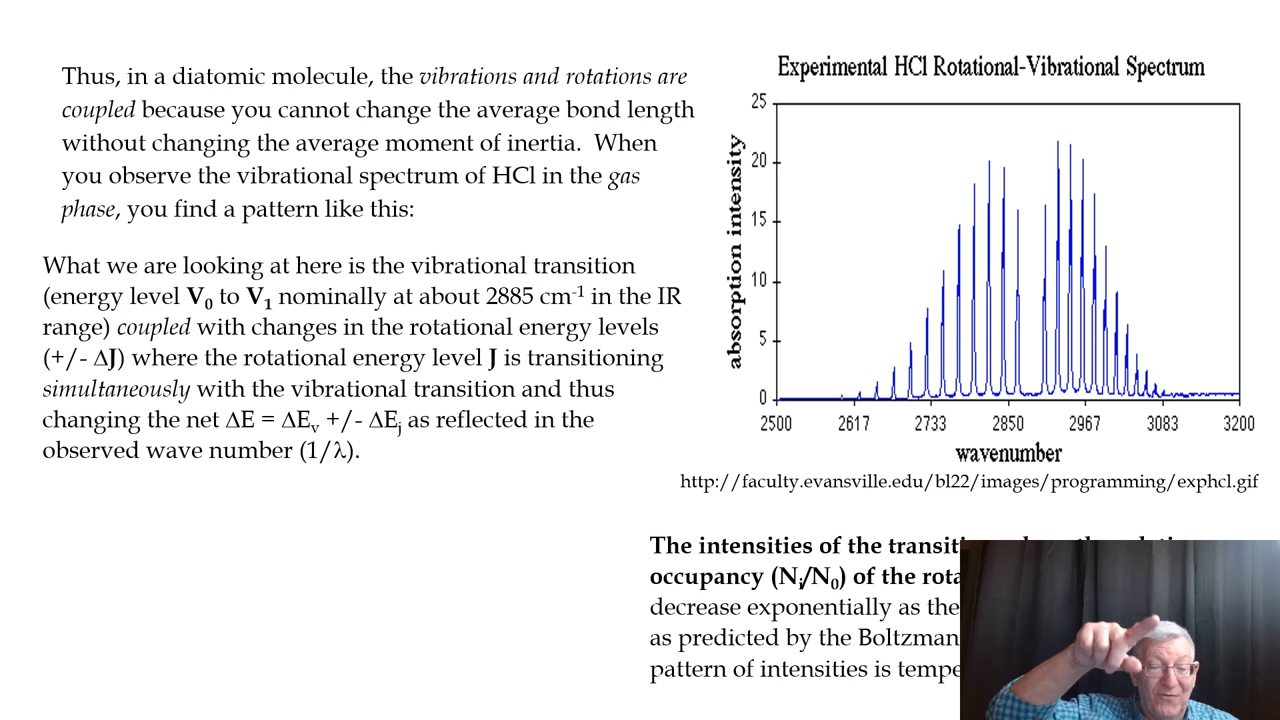 Thus, in a diatomic molecule, the vibrations and rotations are
coupled because you cannot change the average bond length
without changing the average moment of inertia.  When
you observe the vibrational spectrum of HCl in the gas
phase, you find a pattern like this:
What we are looking at here is the vibrational transition
(energy level V₀ to V₁ nominally at about 2885 cm⁻¹ in the IR
range) coupled with changes in the rotational energy levels
(+/- ΔJ) where the rotational energy level J is transitioning
simultaneously with the vibrational transition and thus
changing the net ΔE = ΔEᵥ +/- ΔEⱼ as reflected in the
observed wave number (1/λ).
Experimental HCl Rotational-Vibrational Spectrum
absorption intensity
25
20
15
10
5
0
2500 2617 2733 2850 2967 3083 3200
wavenumber
http://faculty.evansville.edu/bl22/images/programming/exphcl.gif
The intensities of the
occupancy (Nⱼ/N₀) of the
decrease exponentially as the
as predicted by the
pattern of intensities is